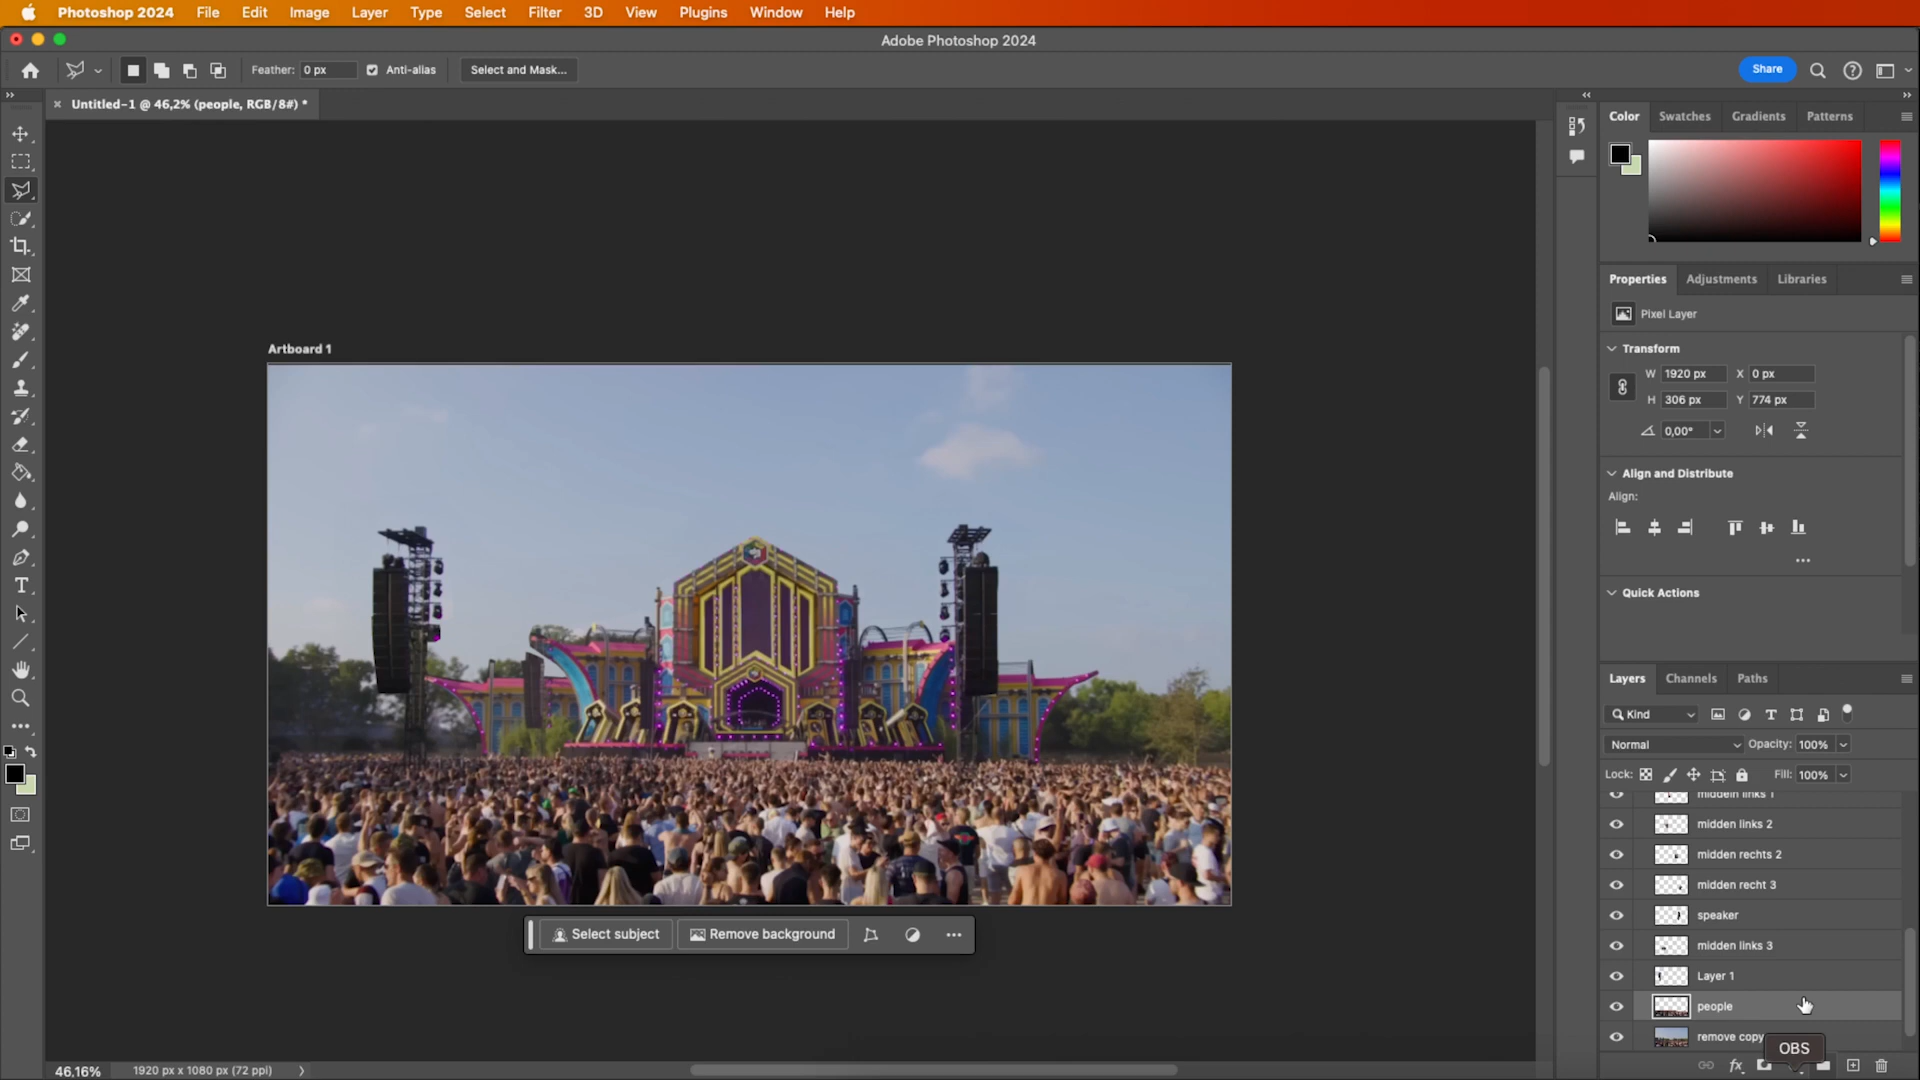 Photoshop 2024 File Edit Image Layer Type Select Filter 3D View Plugins Window Help
Adobe Photoshop 2024
Feather: 0 px Anti-alias Select and Mask... Share
Untitled-1 @ 46,2% (people, RGB/8#) *
Color Swatches Gradients Patterns
Properties Adjustments Libraries
Pixel Layer
Transform
W 1920 px X 0 px
H 306 px Y 774 px
0,00°
Align and Distribute
Align:
Quick Actions
Artboard 1
Select subject Remove background
Layers Channels Paths
Kind
Normal Opacity: 100%
Lock: Fill: 100%
middein links 1
midden links 2
midden rechts 2
midden recht 3
speaker
midden links 3
Layer 1
people
remove copy
OBS
fx
46,16% 1920 px x 1080 px (72 ppi)